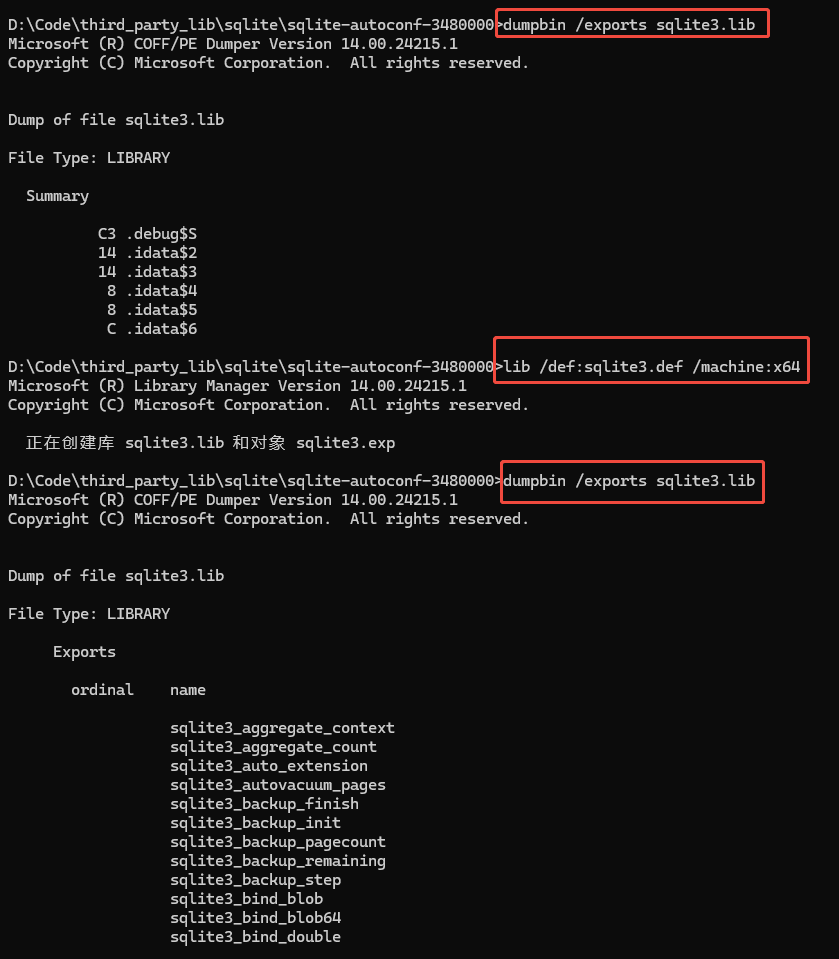 D:\Code\third_party_lib\sqlite\sqlite-autoconf-3480000>dumpbin /exports sqlite3.lib
Microsoft (R) COFF/PE Dumper Version 14.00.24215.1
Copyright (C) Microsoft Corporation.  All rights reserved.
Dump of file sqlite3.lib
File Type: LIBRARY
Summary
C3 .debug$S
14 .idata$2
14 .idata$3
8 .idata$4
8 .idata$5
C .idata$6
D:\Code\third_party_lib\sqlite\sqlite-autoconf-3480000>lib /def:sqlite3.def /machine:x64
Microsoft (R) Library Manager Version 14.00.24215.1
Copyright (C) Microsoft Corporation.  All rights reserved.
正在创建库 sqlite3.lib 和对象 sqlite3.exp
D:\Code\third_party_lib\sqlite\sqlite-autoconf-3480000>dumpbin /exports sqlite3.lib
Microsoft (R) COFF/PE Dumper Version 14.00.24215.1
Copyright (C) Microsoft Corporation.  All rights reserved.
Dump of file sqlite3.lib
File Type: LIBRARY
Exports
ordinal    name
sqlite3_aggregate_context
sqlite3_aggregate_count
sqlite3_auto_extension
sqlite3_autovacuum_pages
sqlite3_backup_finish
sqlite3_backup_init
sqlite3_backup_pagecount
sqlite3_backup_remaining
sqlite3_backup_step
sqlite3_bind_blob
sqlite3_bind_blob64
sqlite3_bind_double